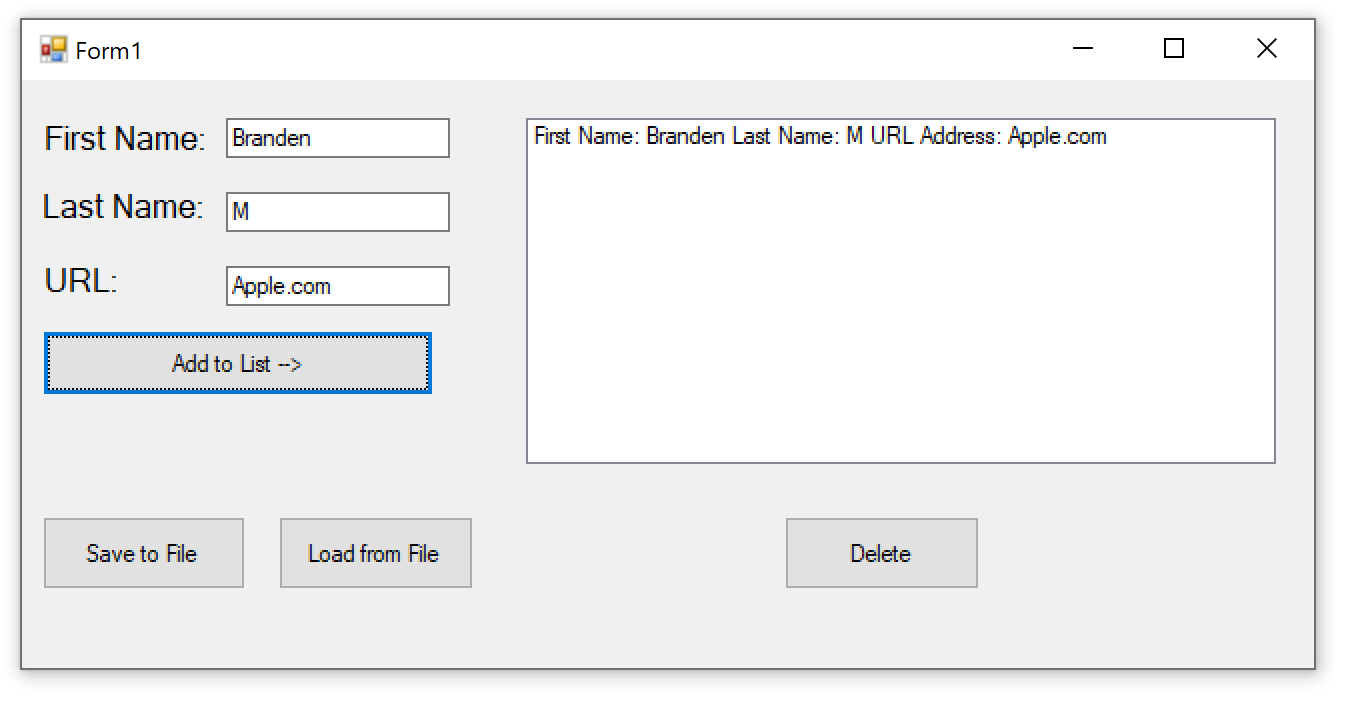 Form1
First Name:
Branden
Last Name:
M
URL:
Apple.com
Add to List -->
First Name: Branden Last Name: M URL Address: Apple.com
Save to File
Load from File
Delete